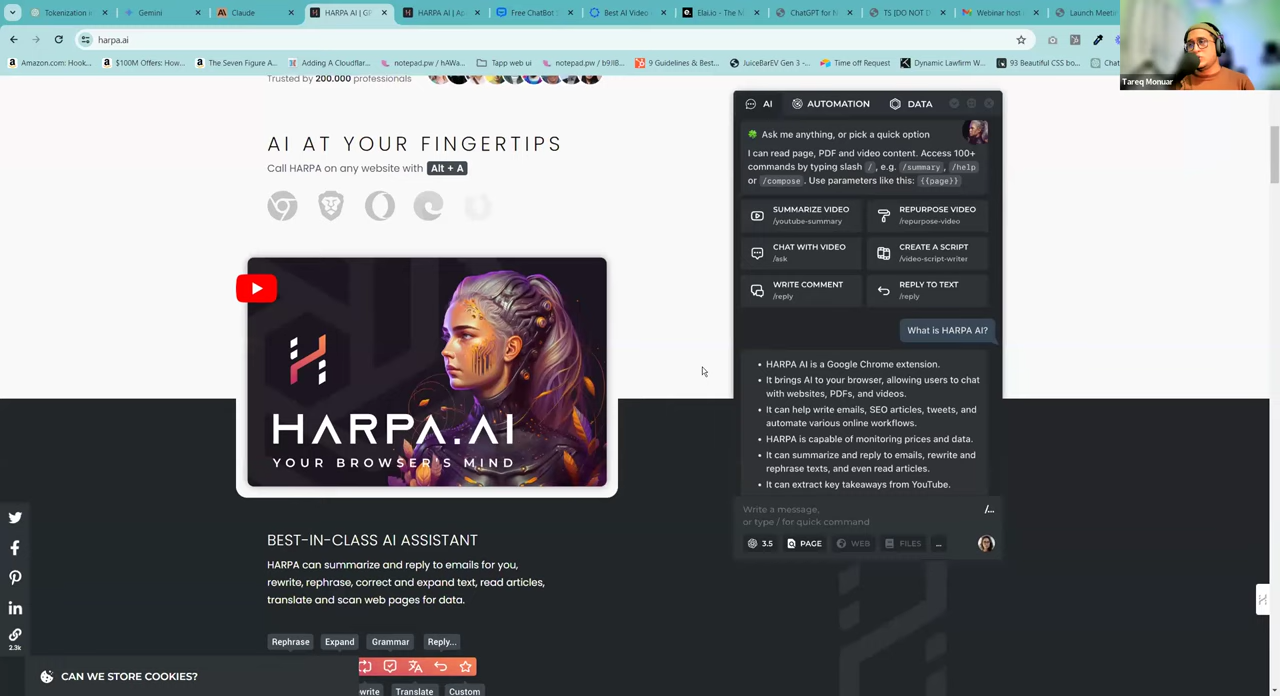 Tokenization i
Gemini
Claude
HARPA AI | GP
HARPA AI | Ap
Free ChatBot
Best AI Video
Elai.io - The N
ChatGPT for N
TS [DO NOT D
Webinar host
Launch Meetin
harpa.ai
Amazon.com: Hook...
$100M Offers: How...
The Seven Figure A...
Adding A Cloudflar...
notepad.pw / hAWa...
Tapp web ui
notepad.pw / b9iIB...
9 Guidelines & Best...
JuiceBarEV Gen 3 -...
Time off Request
Dynamic Lawfirm W...
93 Beautiful CSS bo...
Chat
Tareq Monuar
Trusted by 200.000 professionals
AI AT YOUR FINGERTIPS
Call HARPA on any website with Alt + A
HARPA.AI
YOUR BROWSER'S MIND
BEST-IN-CLASS AI ASSISTANT
HARPA can summarize and reply to emails for you,
rewrite, rephrase, correct and expand text, read articles,
translate and scan web pages for data.
Rephrase Expand Grammar Reply...
write Translate Custom
2.3k
CAN WE STORE COOKIES?
AI AUTOMATION DATA
Ask me anything, or pick a quick option
I can read page, PDF and video content. Access 100+
commands by typing slash /, e.g. /summary, /help
or /compose. Use parameters like this: {{page}}
SUMMARIZE VIDEO
/youtube-summary
REPURPOSE VIDEO
/repurpose-video
CHAT WITH VIDEO
/ask
CREATE A SCRIPT
/video-script-writer
WRITE COMMENT
/reply
REPLY TO TEXT
/reply
What is HARPA AI?
• HARPA AI is a Google Chrome extension.
• It brings AI to your browser, allowing users to chat
with websites, PDFs, and videos.
• It can help write emails, SEO articles, tweets, and
automate various online workflows.
• HARPA is capable of monitoring prices and data.
• It can summarize and reply to emails, rewrite and
rephrase texts, and even read articles.
• It can extract key takeaways from YouTube.
Write a message,
or type / for quick command
/...
3.5 PAGE WEB FILES ...